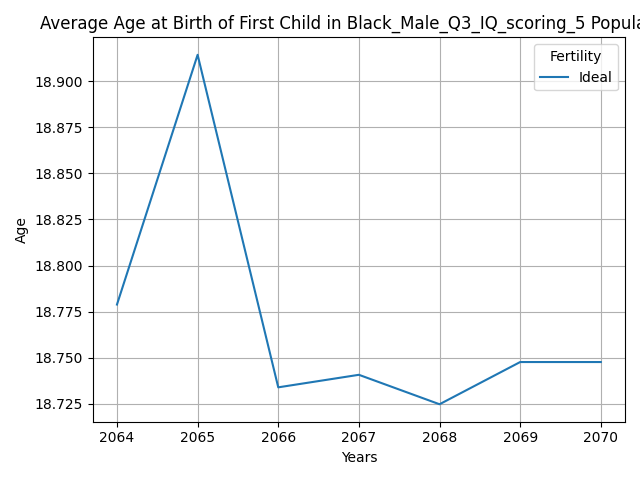 Average Age at Birth of First Child in Black_Male_Q3_IQ_scoring_5 Popula
Fertility
Ideal
18.900
18.875
18.850
18.825
18.800
18.775
18.750
18.725
Age
2064 2065 2066 2067 2068 2069 2070
Years